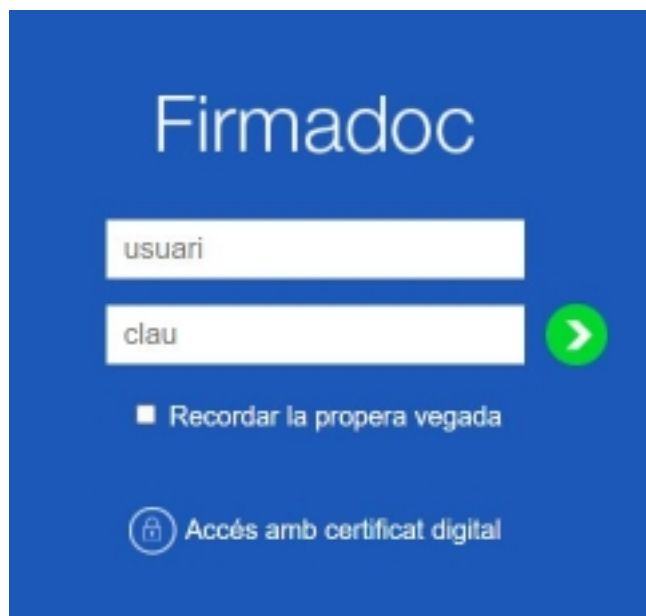 Firmadoc
usuari
clau
Recordar la propera vegada
Accés amb certificat digital